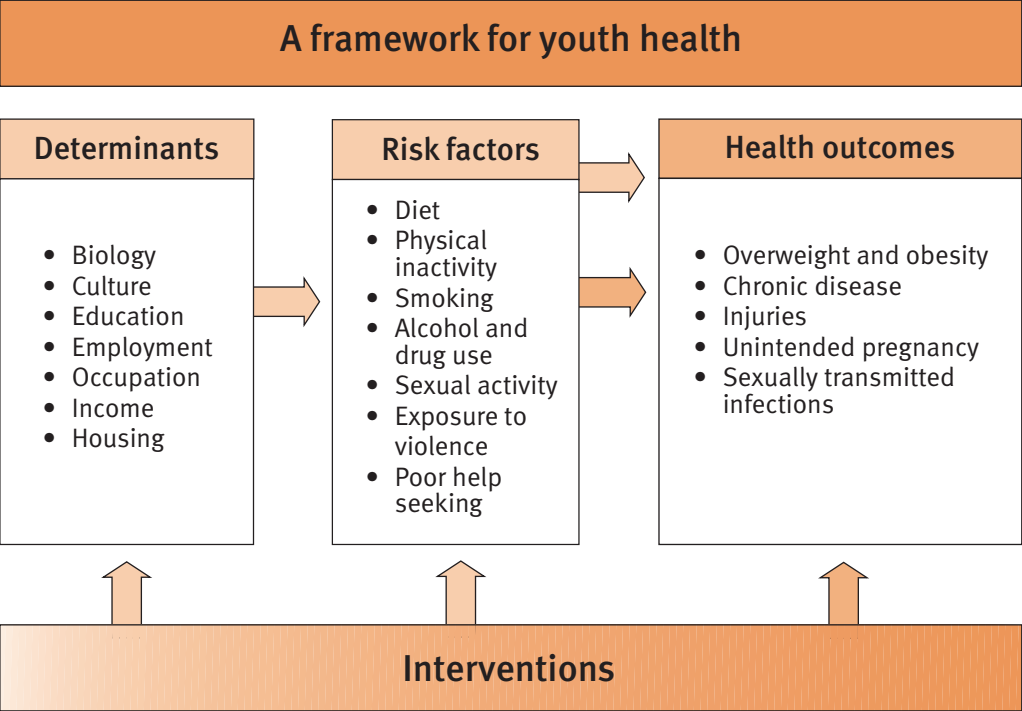 A framework for youth health
Determinants
• Biology
• Culture
• Education
• Employment
• Occupation
• Income
• Housing
Risk factors
• Diet
• Physical
inactivity
• Smoking
• Alcohol and
drug use
• Sexual activity
• Exposure to
violence
• Poor help
seeking
Health outcomes
• Overweight and obesity
• Chronic disease
• Injuries
• Unintended pregnancy
• Sexually transmitted
infections
Interventions